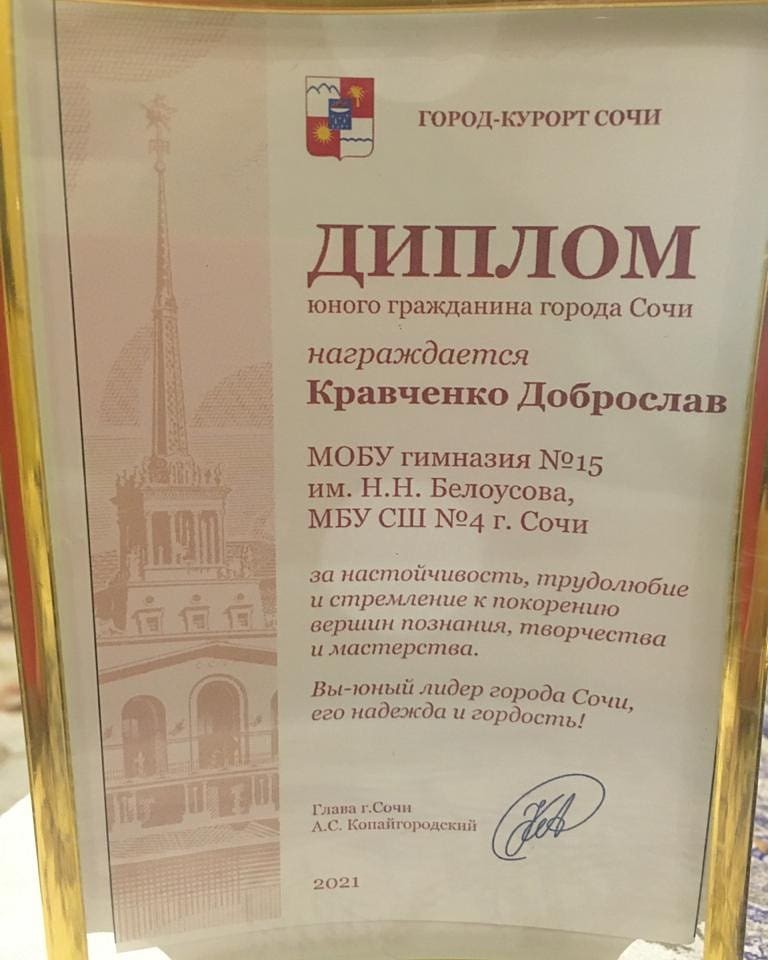 ГОРОД-КУРОРТ СОЧИ
ДИПЛОМ
юного гражданина города Сочи
награждается
Кравченко Доброслав
МОБУ гимназия №15
им. Н.Н. Белоусова,
МБУ СШ №4 г. Сочи
за настойчивость, трудолюбие
и стремление к покорению
вершин познания, творчества
и мастерства.
Вы-юный лидер города Сочи,
его надежда и гордость!
Глава г.Сочи
А.С. Копайгородский
2021